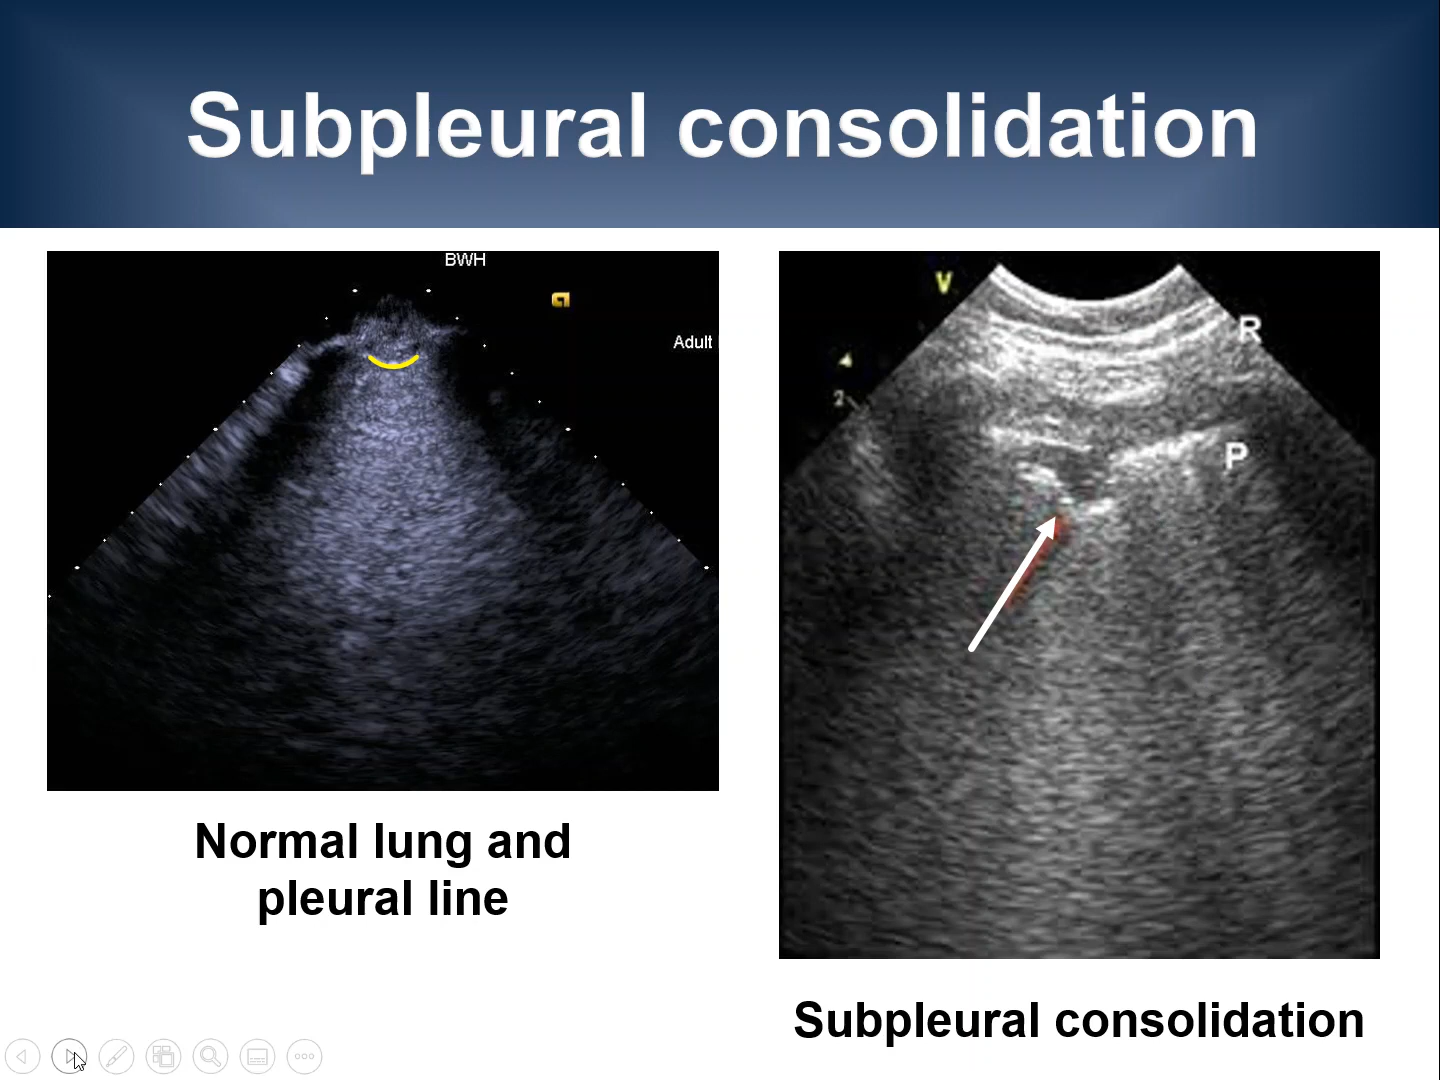 Subpleural consolidation
BWH
Adult
V
R
2
P
Normal lung and
pleural line
Subpleural consolidation